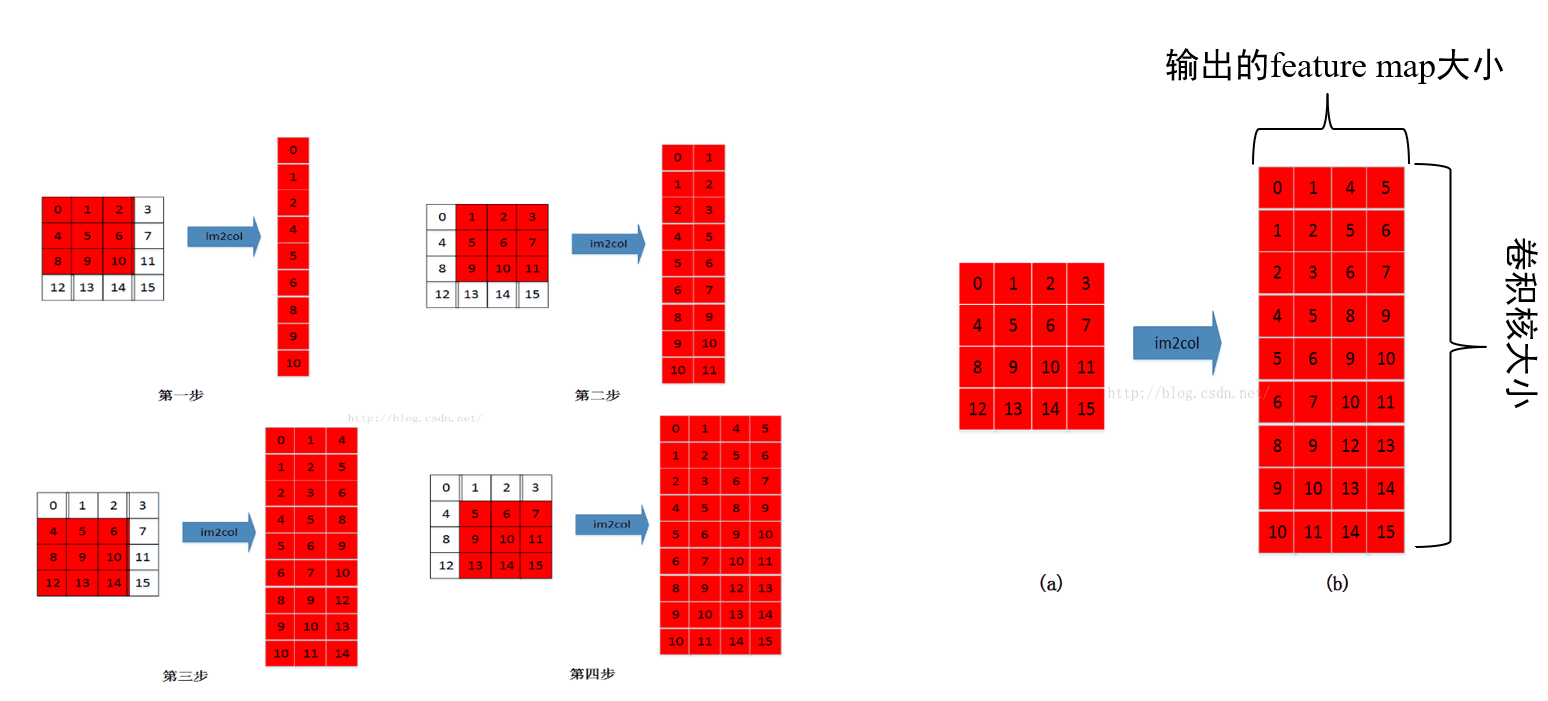 0 1 2 3
4 5 6 7
8 9 10 11
12 13 14 15
im2col
0
1
2
4
5
6
8
9
10
第一步
0 1 2 3
4 5 6 7
8 9 10 11
12 13 14 15
im2col
0 1
1 2
2 3
4 5
5 6
6 7
8 9
9 10
10 11
第二步
http://blog.csdn.net/
0 1 2 3
4 5 6 7
8 9 10 11
12 13 14 15
im2col
0 1 4
1 2 5
2 3 6
4 5 8
5 6 9
6 7 10
8 9 12
9 10 13
10 11 14
第三步
0 1 2 3
4 5 6 7
8 9 10 11
12 13 14 15
im2col
0 1 4 5
1 2 5 6
2 3 6 7
4 5 8 9
5 6 9 10
6 7 10 11
8 9 12 13
9 10 13 14
10 11 14 15
第四步
输出的feature map大小
0 1 2 3
4 5 6 7
8 9 10 11
12 13 14 15
im2col
http://blog.csdn.net/
0 1 4 5
1 2 5 6
2 3 6 7
4 5 8 9
5 6 9 10
6 7 10 11
8 9 12 13
9 10 13 14
10 11 14 15
卷积核大小
(a)
(b)